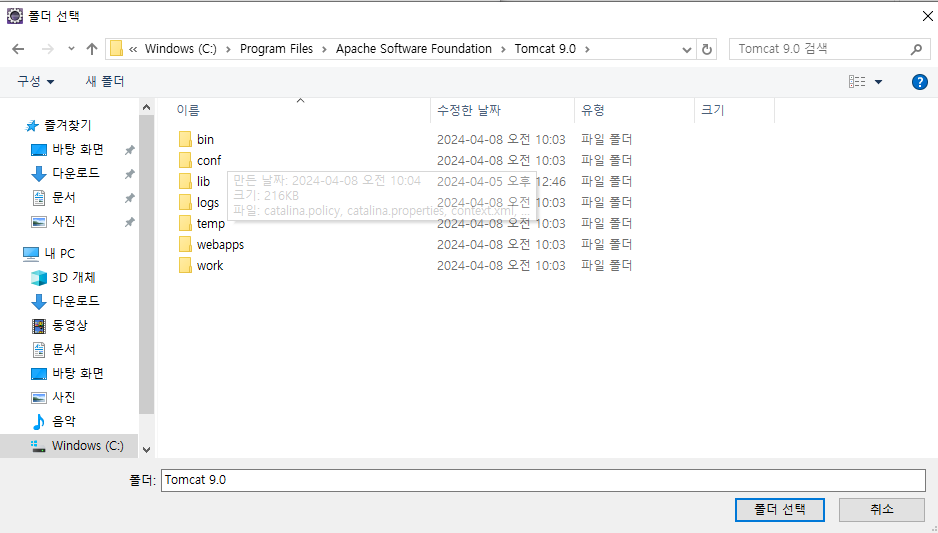 폴더 선택
« Windows (C:) › Program Files › Apache Software Foundation › Tomcat 9.0 ›
Tomcat 9.0 검색
구성
새 폴더
이름 수정한 날짜 유형 크기
즐겨찾기
바탕 화면
다운로드
문서
사진
내 PC
3D 개체
다운로드
동영상
문서
바탕 화면
사진
음악
Windows (C:)
bin 2024-04-08 오전 10:03 파일 폴더
conf 2024-04-08 오전 10:03 파일 폴더
lib 2024-04-05 오후 12:46 파일 폴더
logs 2024-04-08 오전 10:03 파일 폴더
temp 2024-04-08 오전 10:03 파일 폴더
webapps 2024-04-08 오전 10:03 파일 폴더
work 2024-04-08 오전 10:03 파일 폴더
만든 날짜: 2024-04-08 오전 10:04
크기: 216KB
파일: catalina.policy, catalina.properties, context.xml, ...
폴더: Tomcat 9.0
폴더 선택 취소